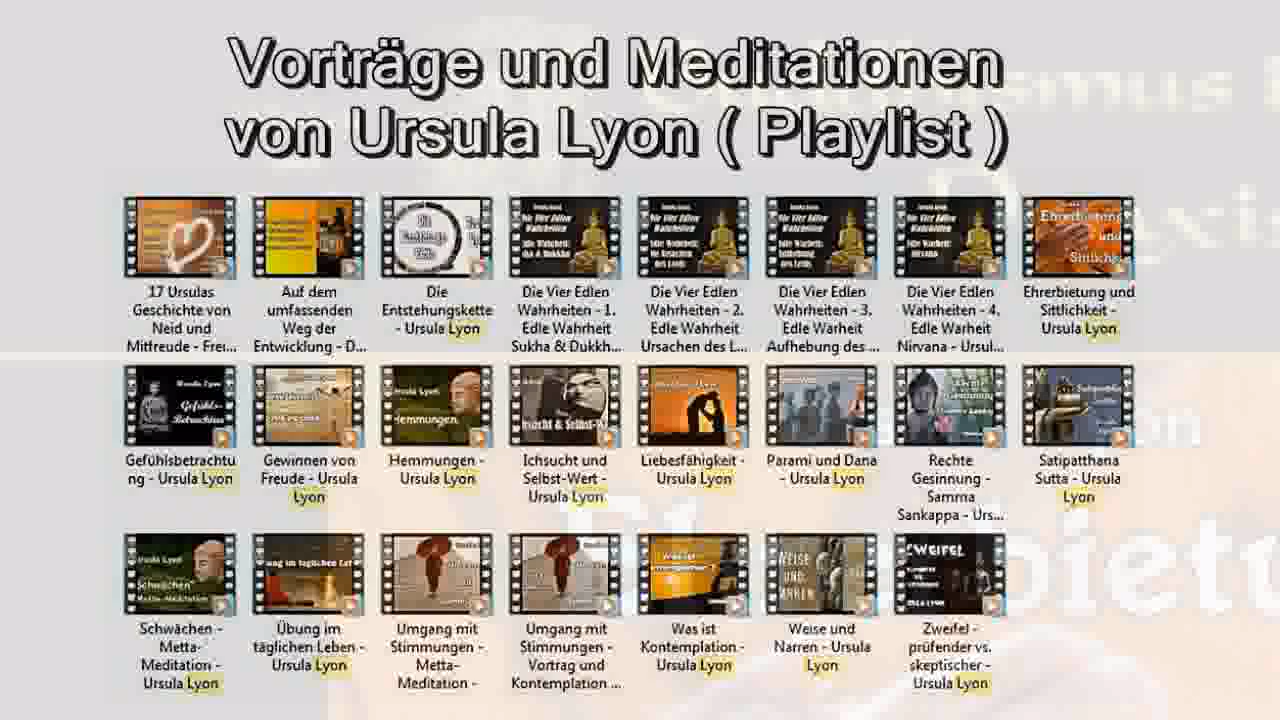 Vorträge und Meditationen
von Ursula Lyon ( Playlist )
17 Ursulas
Geschichte von
Neid und
Mitfreude - Frei...
Auf dem
umfassenden
Weg der
Entwicklung - D...
Die
Entstehungskette
- Ursula Lyon
Die Vier Edlen
Wahrheiten - 1.
Edle Wahrheit
Sukha & Dukkh...
Die Vier Edlen
Wahrheiten - 2.
Edle Wahrheit
Ursachen des L...
Die Vier Edlen
Wahrheiten - 3.
Edle Warheit
Aufhebung des ...
Die Vier Edlen
Wahrheiten - 4.
Edle Warheit
Nirvana - Ursul...
Ehrerbietung und
Sittlichkeit -
Ursula Lyon
Gefühlsbetrachtu
ng - Ursula Lyon
Gewinnen von
Freude - Ursula
Lyon
Hemmungen -
Ursula Lyon
Ichsucht und
Selbst-Wert -
Ursula Lyon
Liebesfähigkeit -
Ursula Lyon
Parami und Dana
- Ursula Lyon
Rechte
Gesinnung -
Samma
Sankappa - Urs...
Satipatthana
Sutta - Ursula
Lyon
Schwächen -
Metta-
Meditation -
Ursula Lyon
Übung im
täglichen Leben -
Ursula Lyon
Umgang mit
Stimmungen -
Metta-
Meditation -
Umgang mit
Stimmungen -
Vortrag und
Kontemplation ...
Was ist
Kontemplation -
Ursula Lyon
Weise und
Narren - Ursula
Lyon
Zweifel -
prüfender vs.
skeptischer -
Ursula Lyon